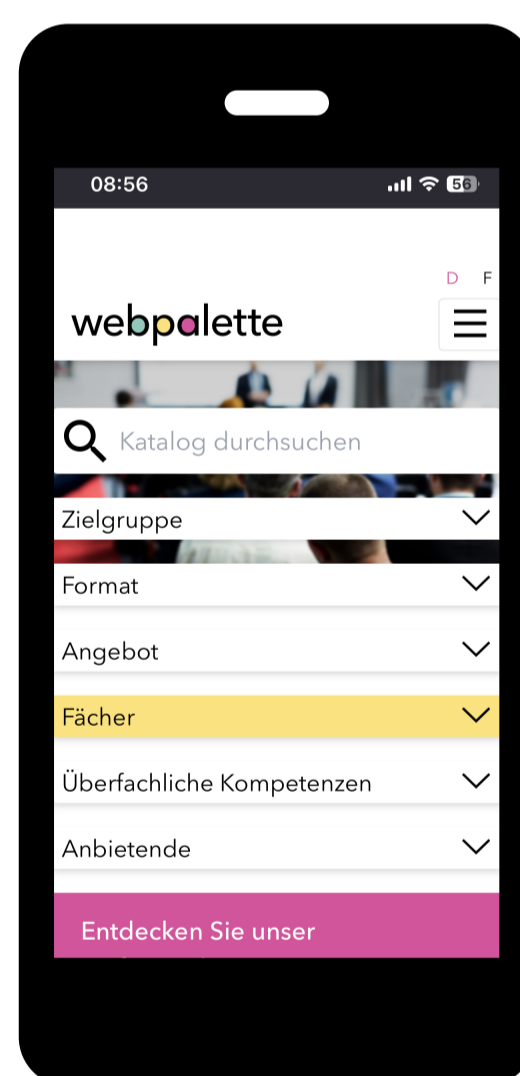 08:56
56
D F
webpalette
Katalog durchsuchen
Zielgruppe
Format
Angebot
Fächer
Überfachliche Kompetenzen
Anbietende
Entdecken Sie unser